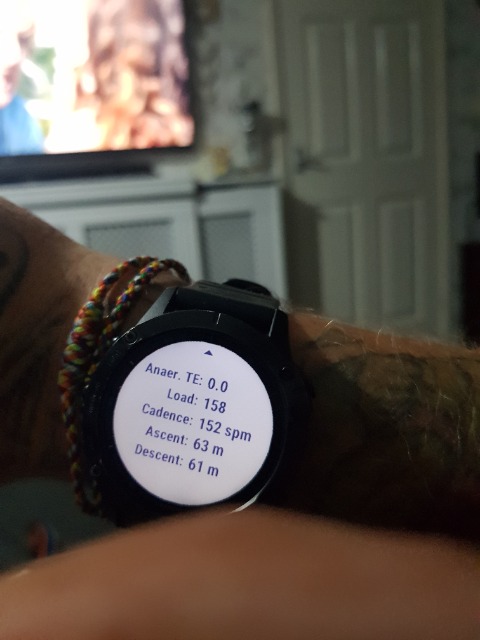 Anaer. TE: 0.0
Load: 158
Cadence: 152 spm
Ascent: 63 m
Descent: 61 m